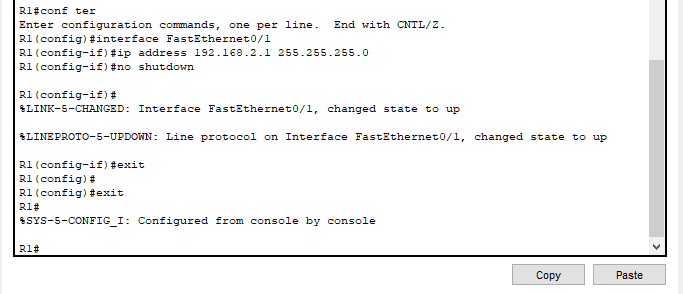 R1#conf ter
Enter configuration commands, one per line.  End with CNTL/Z.
R1(config)#interface FastEthernet0/1
R1(config-if)#ip address 192.168.2.1 255.255.255.0
R1(config-if)#no shutdown
R1(config-if)#
%LINK-5-CHANGED: Interface FastEthernet0/1, changed state to up
%LINEPROTO-5-UPDOWN: Line protocol on Interface FastEthernet0/1, changed state to up
R1(config-if)#exit
R1(config)#
R1(config)#exit
R1#
%SYS-5-CONFIG_I: Configured from console by console
R1#
Copy
Paste